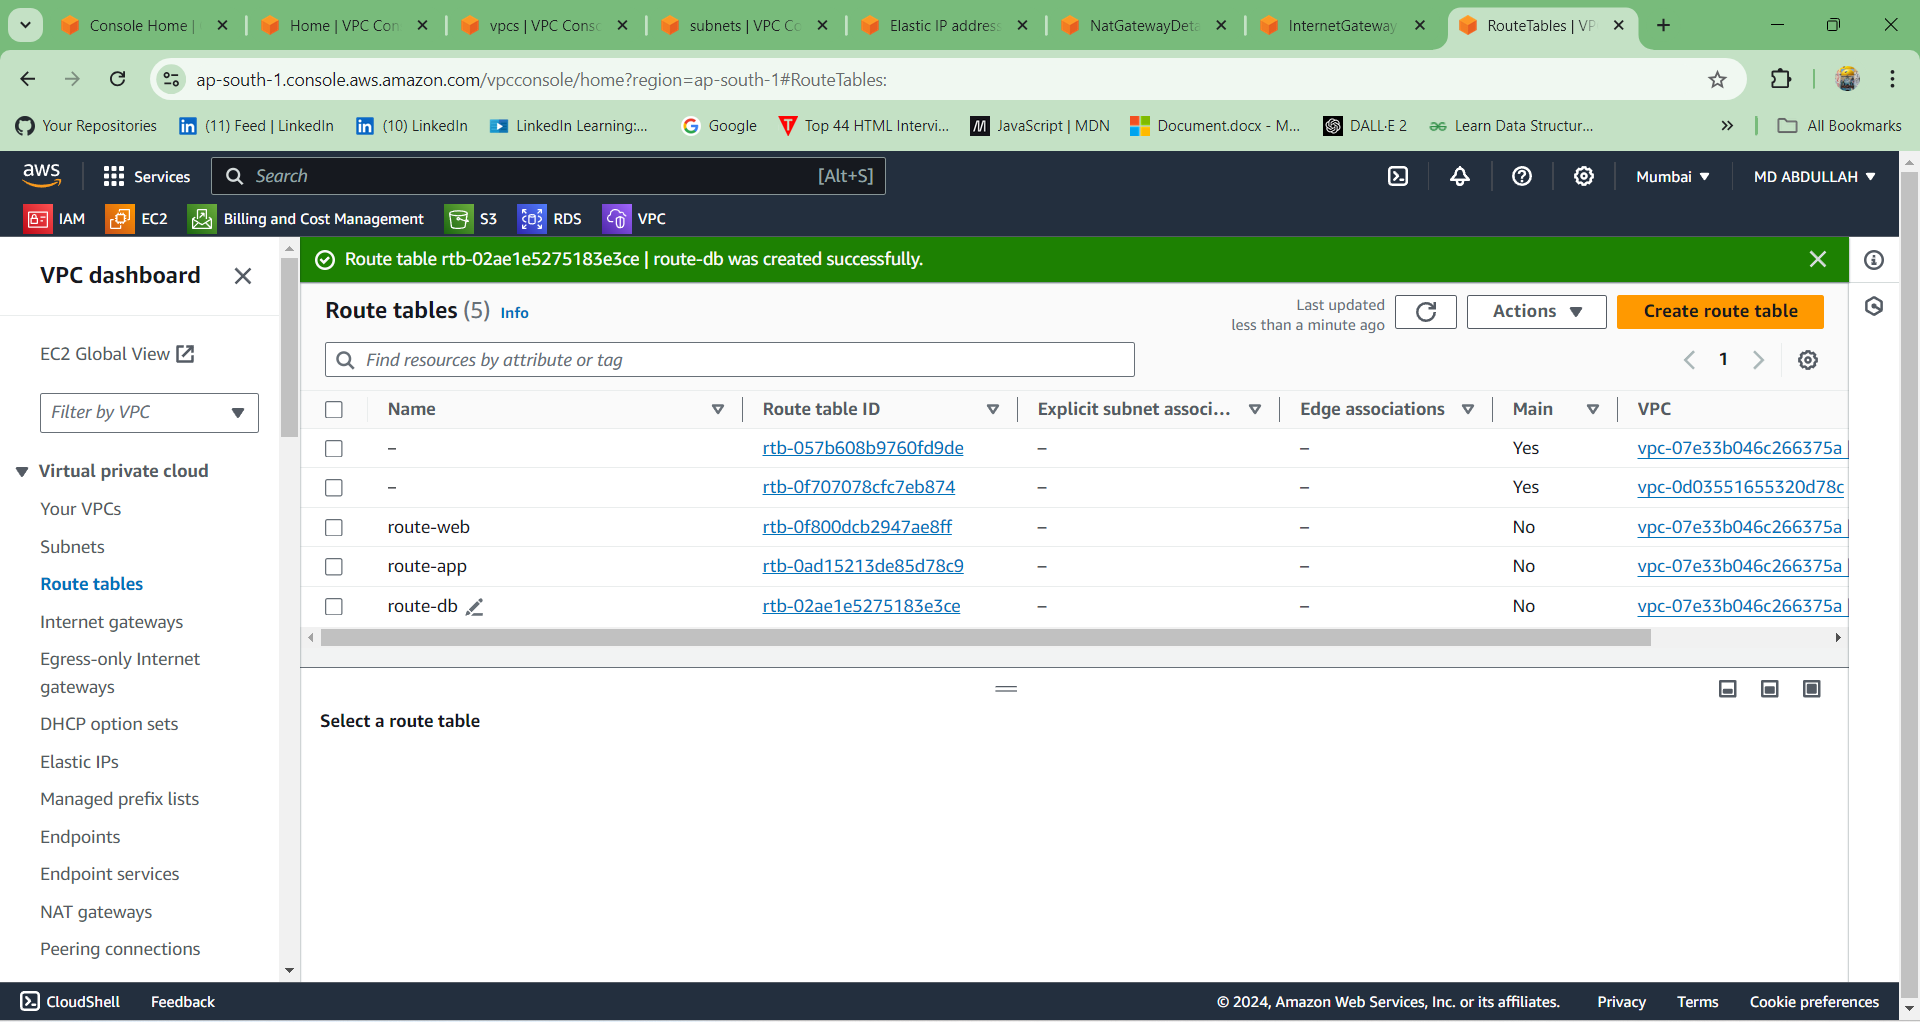 Console Home |
Home | VPC Con
vpcs | VPC Conso
subnets | VPC Co
Elastic IP address
NatGatewayDeta
InternetGateway
RouteTables | VP
ap-south-1.console.aws.amazon.com/vpcconsole/home?region=ap-south-1#RouteTables:
Your Repositories
(11) Feed | LinkedIn
(10) LinkedIn
LinkedIn Learning:...
Google
Top 44 HTML Intervi...
JavaScript | MDN
Document.docx - M...
DALL·E 2
Learn Data Structur...
All Bookmarks
aws
Services
Search
[Alt+S]
Mumbai
MD ABDULLAH
IAM
EC2
Billing and Cost Management
S3
RDS
VPC
VPC dashboard
EC2 Global View
Filter by VPC
Virtual private cloud
Your VPCs
Subnets
Route tables
Internet gateways
Egress-only Internet
gateways
DHCP option sets
Elastic IPs
Managed prefix lists
Endpoints
Endpoint services
NAT gateways
Peering connections
Route table rtb-02ae1e5275183e3ce | route-db was created successfully.
Route tables (5) Info
Last updated
less than a minute ago
Actions
Create route table
Find resources by attribute or tag
1
Name Route table ID Explicit subnet associ... Edge associations Main VPC
– rtb-057b608b9760fd9de – – Yes vpc-07e33b046c266375a |
– rtb-0f707078cfc7eb874 – – Yes vpc-0d03551655320d78c
route-web rtb-0f800dcb2947ae8ff – – No vpc-07e33b046c266375a |
route-app rtb-0ad15213de85d78c9 – – No vpc-07e33b046c266375a |
route-db rtb-02ae1e5275183e3ce – – No vpc-07e33b046c266375a |
Select a route table
CloudShell
Feedback
© 2024, Amazon Web Services, Inc. or its affiliates.
Privacy
Terms
Cookie preferences